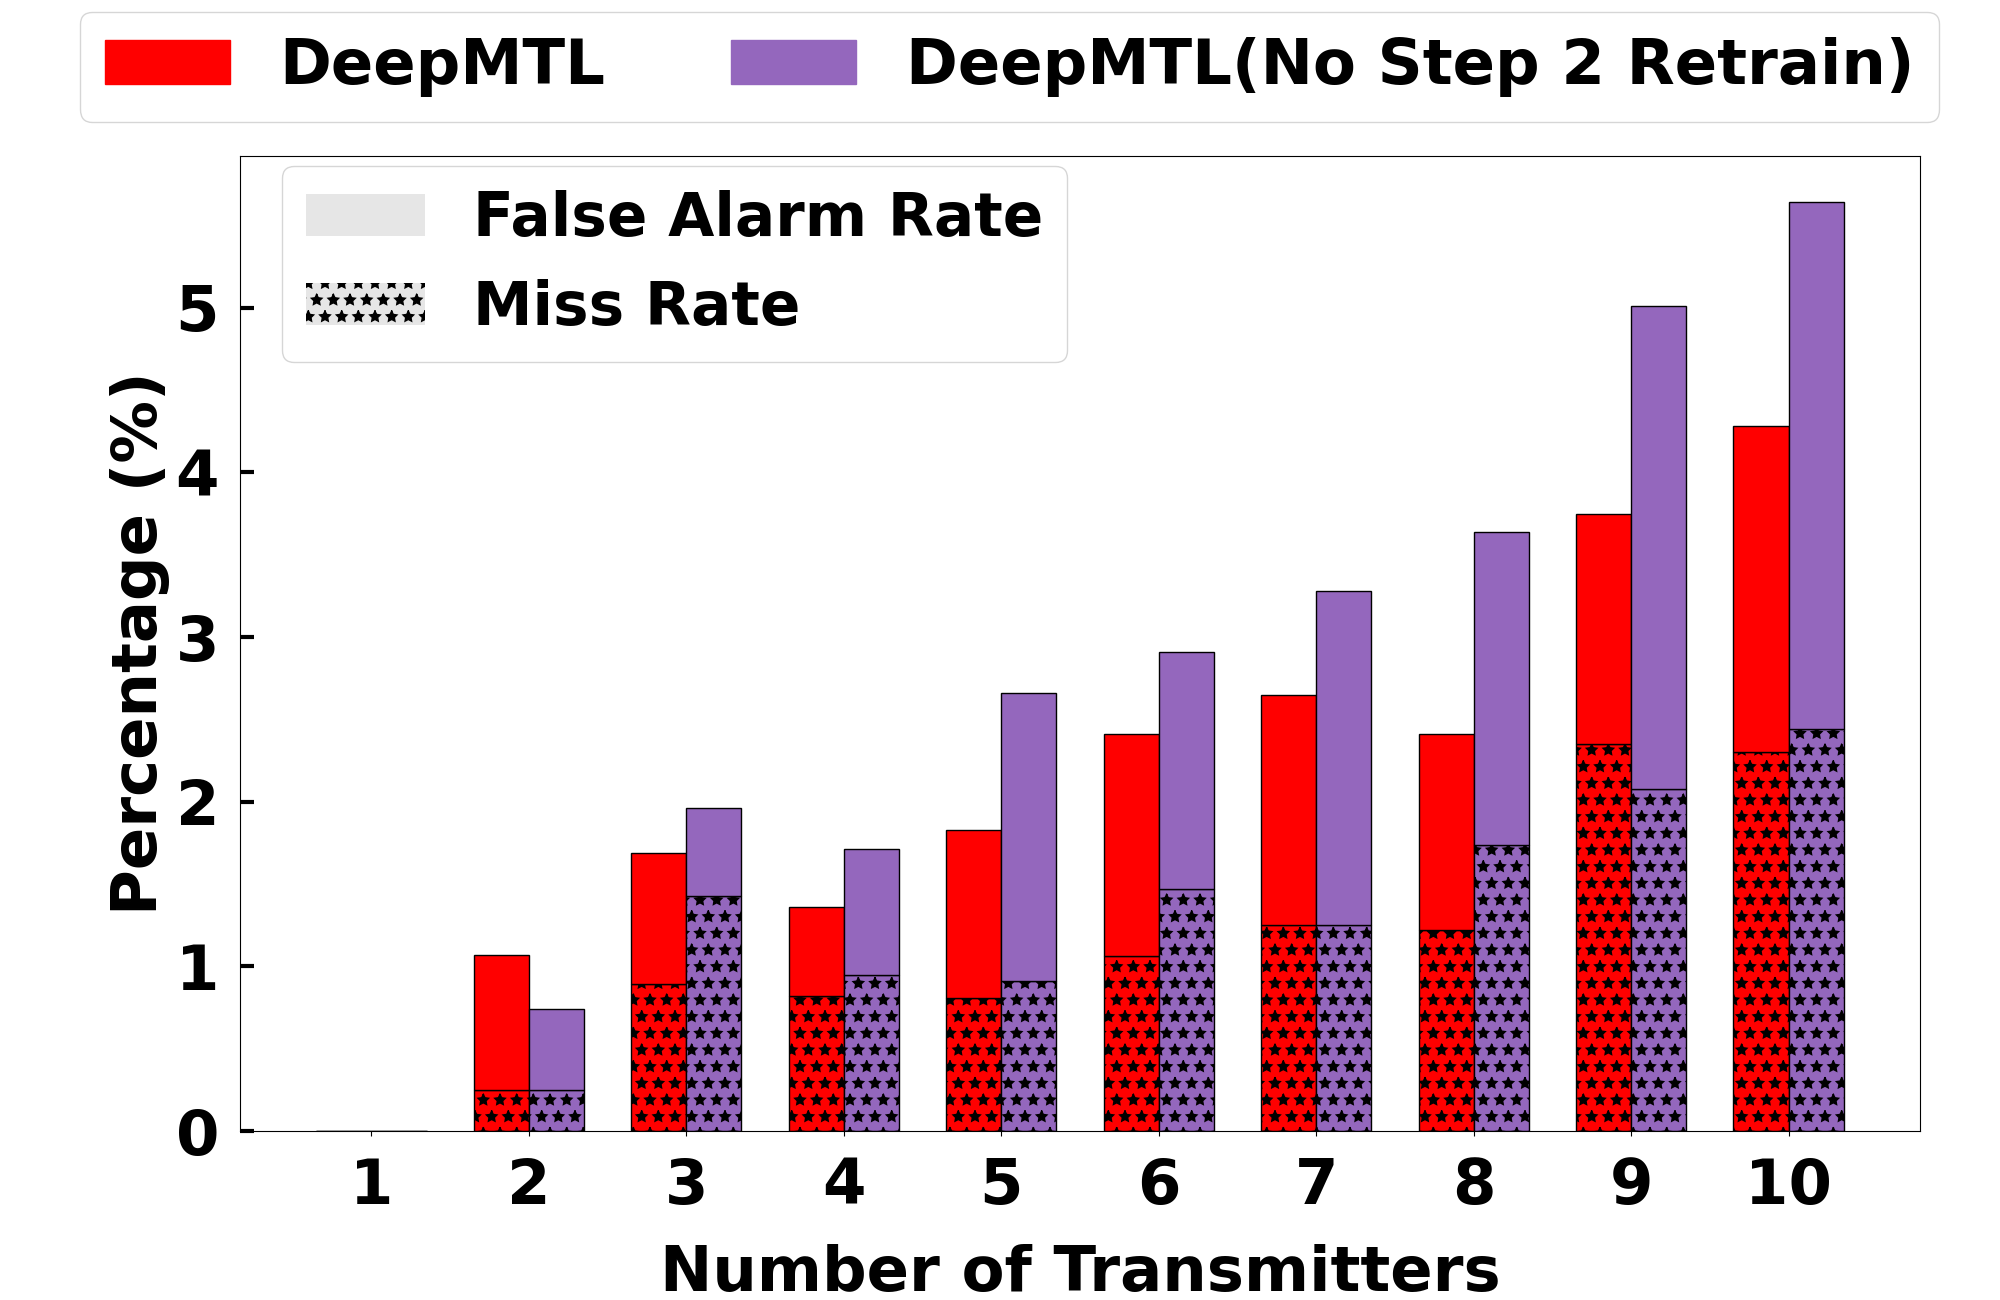 DeepMTL DeepMTL(No Step 2 Retrain)
False Alarm Rate
Miss Rate
Percentage (%)
5
4
3
2
1
0
1 2 3 4 5 6 7 8 9 10
Number of Transmitters